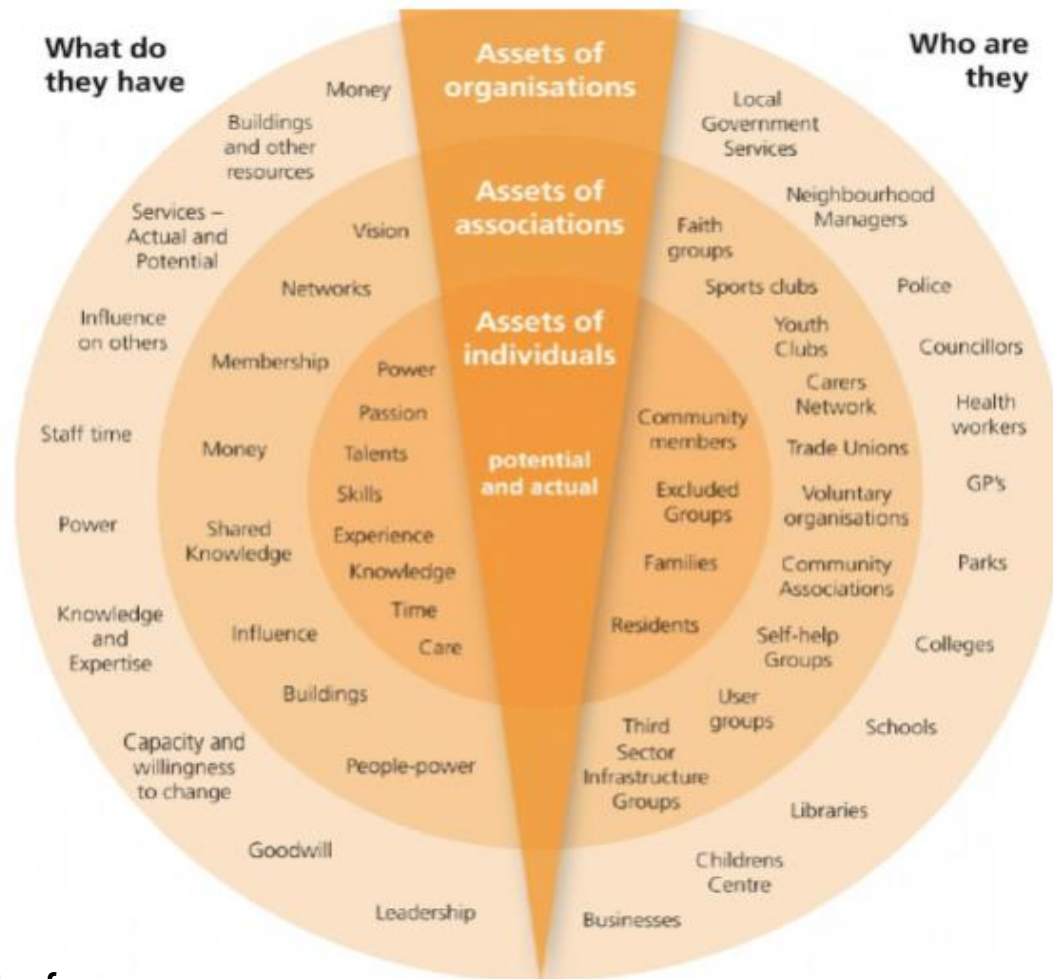 What do
they have
Money
Buildings
and other
resources
Services –
Actual and
Potential
Influence
on others
Staff time
Power
Knowledge
and
Expertise
Capacity and
willingness
to change
Goodwill
Leadership
Vision
Networks
Membership
Money
Shared
Knowledge
Influence
Buildings
People-power
Power
Passion
Talents
Skills
Experience
Knowledge
Time
Care
Assets of
organisations
Assets of
associations
Assets of
individuals
potential
and actual
Who are
they
Community
members
Excluded
Groups
Families
Residents
Faith
groups
Sports clubs
Youth
Clubs
Carers
Network
Trade Unions
Voluntary
organisations
Community
Associations
Self-help
Groups
User
groups
Third
Sector
Infrastructure
Groups
Local
Government
Services
Neighbourhood
Managers
Police
Councillors
Health
workers
GP's
Parks
Colleges
Schools
Libraries
Childrens
Centre
Businesses